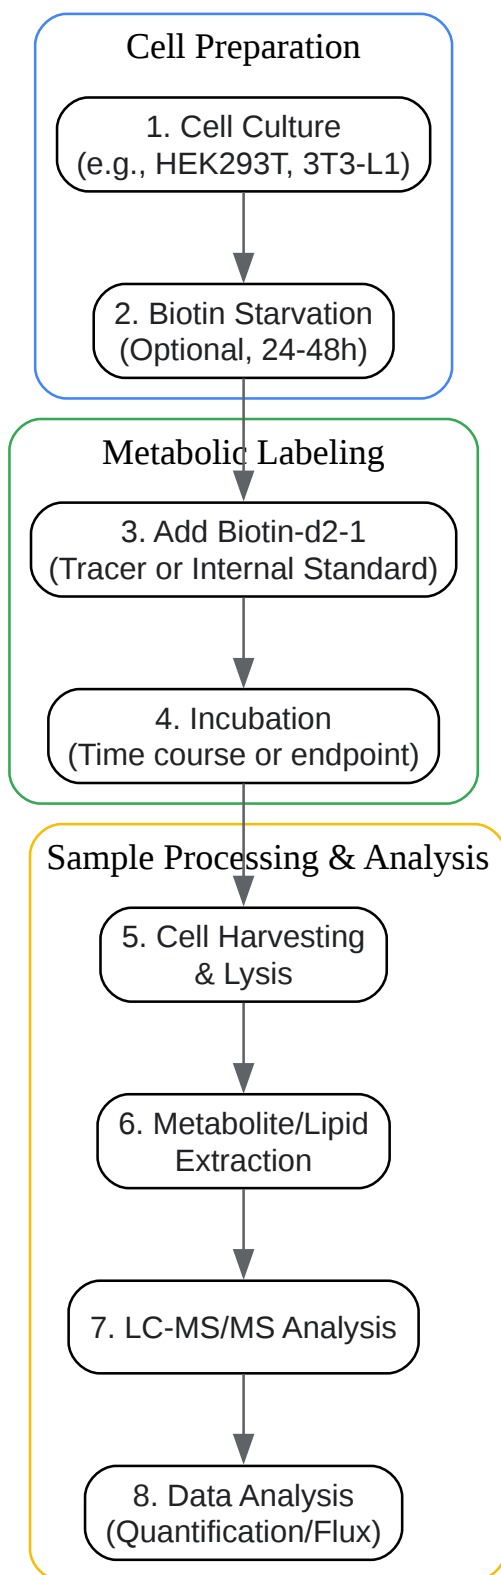 Cell Preparation
1. Cell Culture
(e.g., HEK293T, 3T3-L1)
2. Biotin Starvation
(Optional, 24-48h)
Metabolic Labeling
3. Add Biotin-d2-1
(Tracer or Internal Standard)
4. Incubation
(Time course or endpoint)
Sample Processing & Analysis
5. Cell Harvesting
& Lysis
6. Metabolite/Lipid
Extraction
7. LC-MS/MS Analysis
8. Data Analysis
(Quantification/Flux)